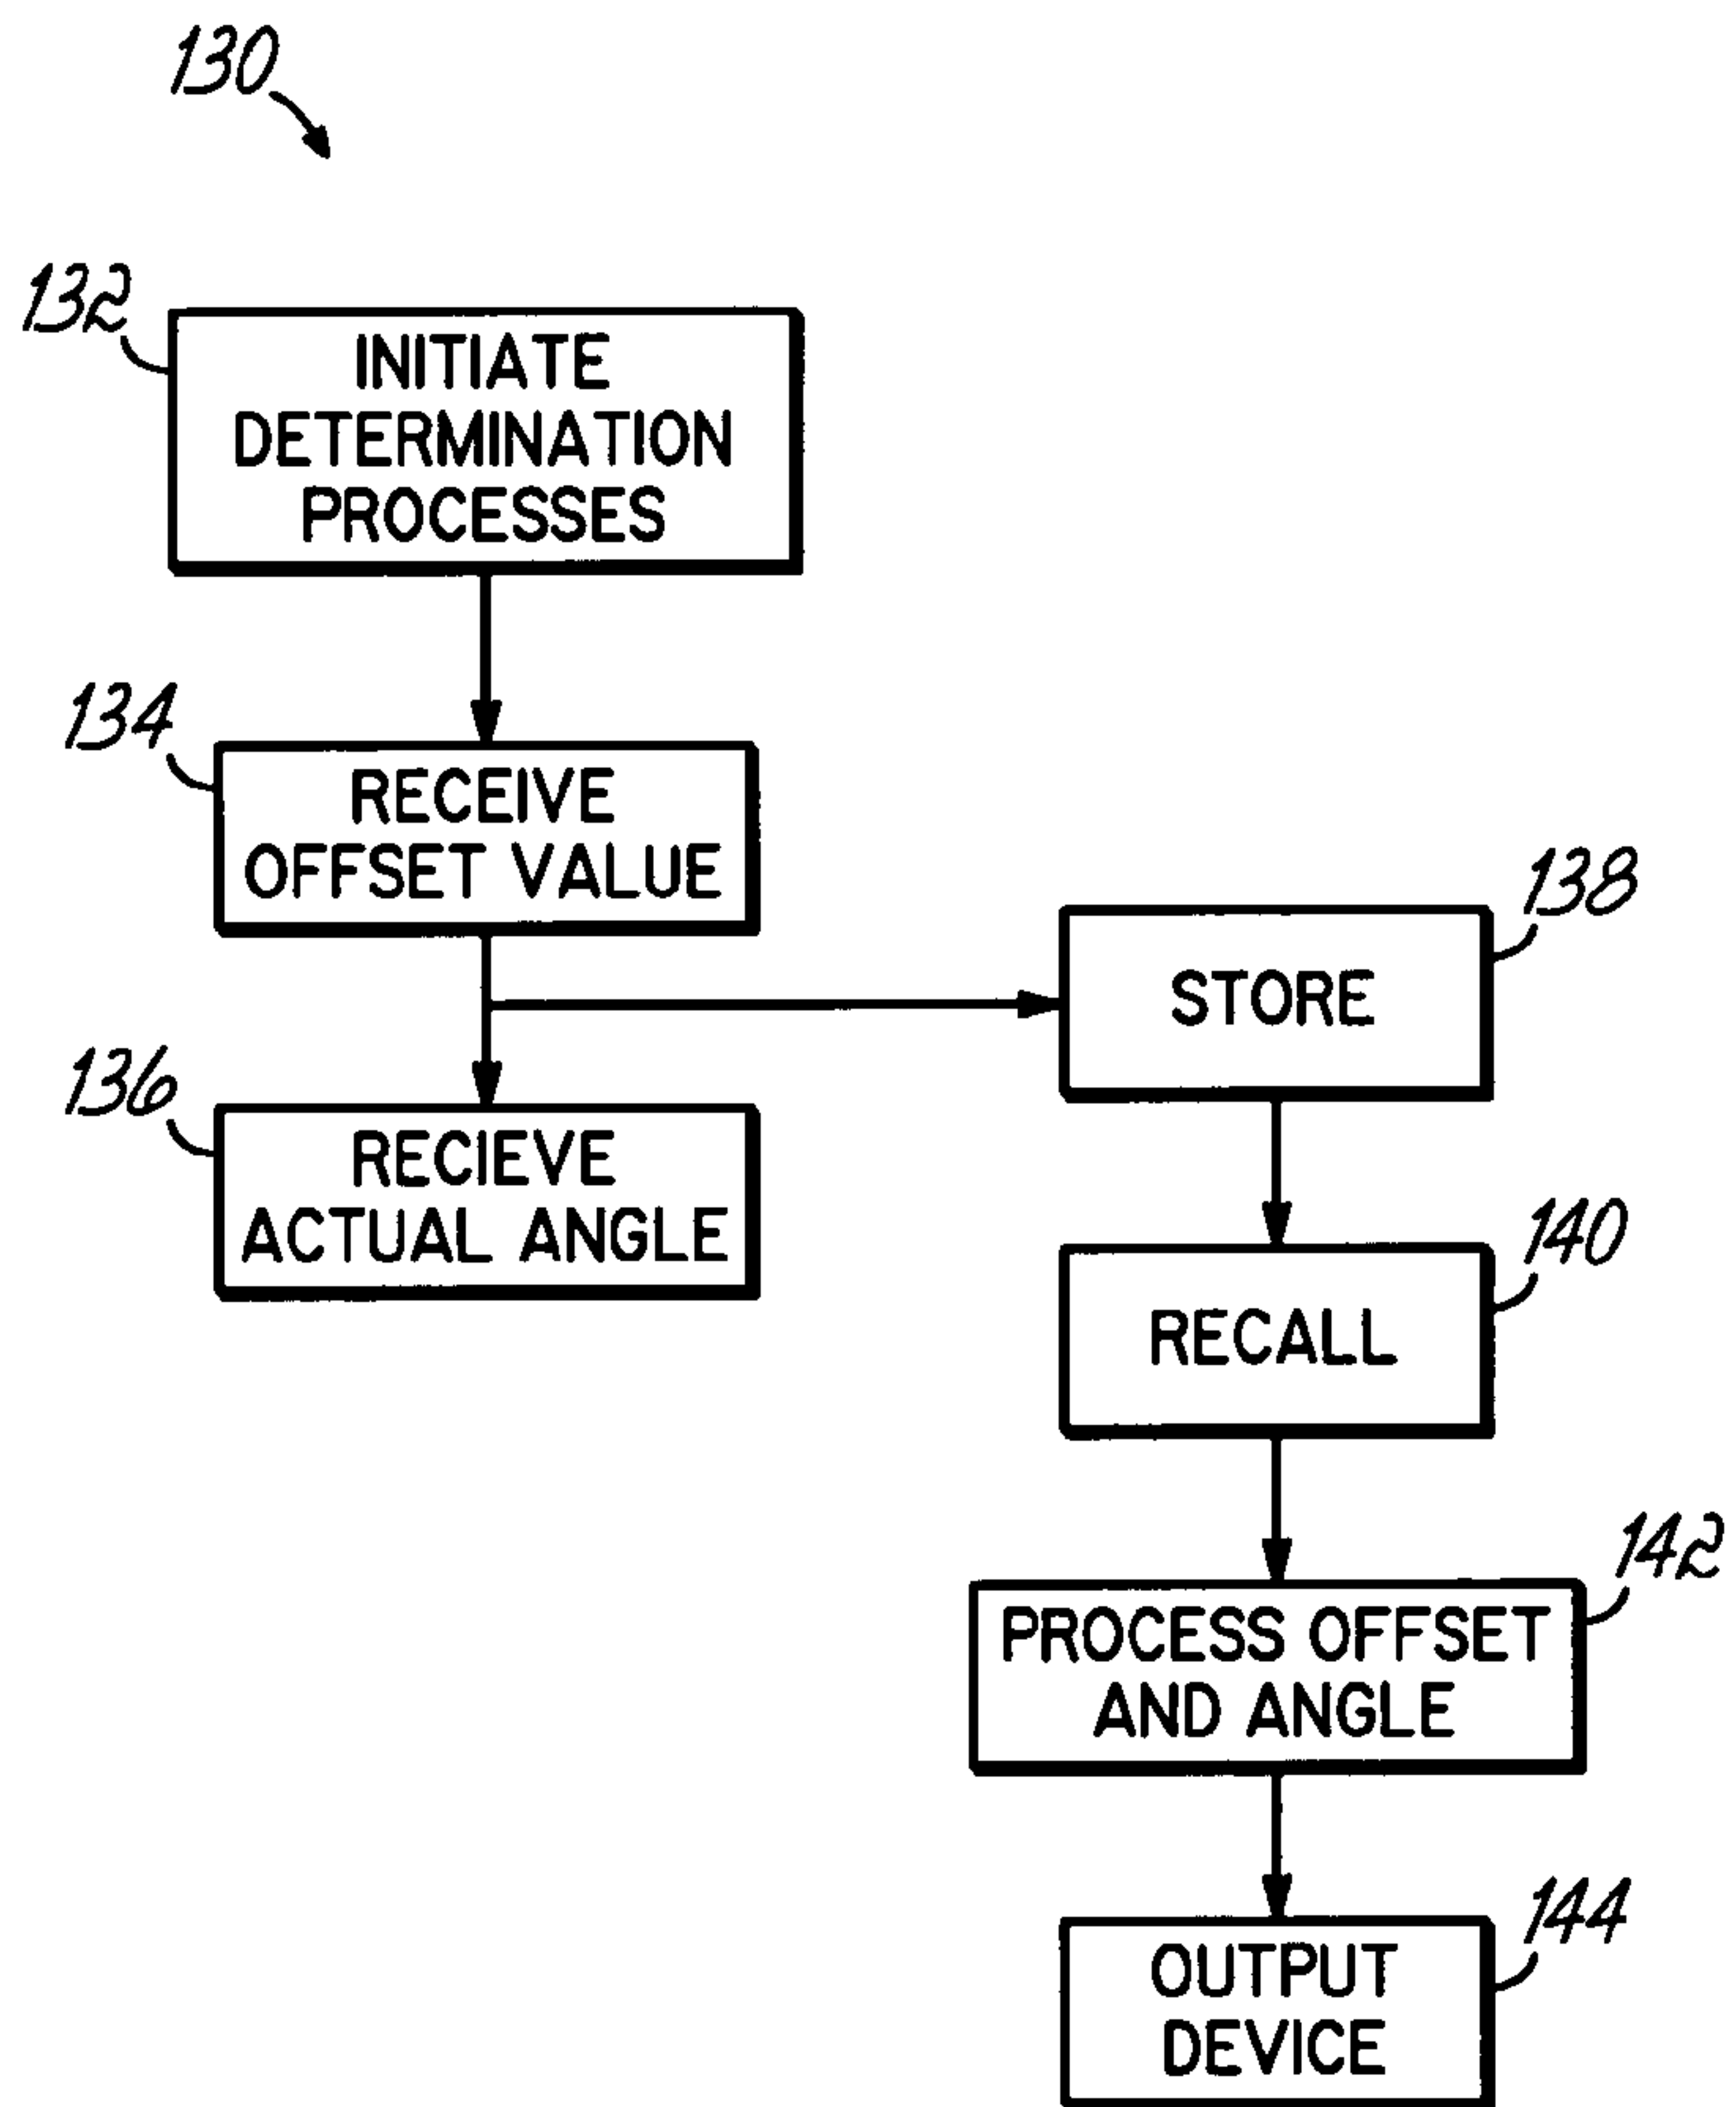 130
132
INITIATE
DETERMINATION
PROCESSES
134
RECEIVE
OFFSET VALUE
136
RECIEVE
ACTUAL ANGLE
138
STORE
140
RECALL
142
PROCESS OFFSET
AND ANGLE
144
OUTPUT
DEVICE